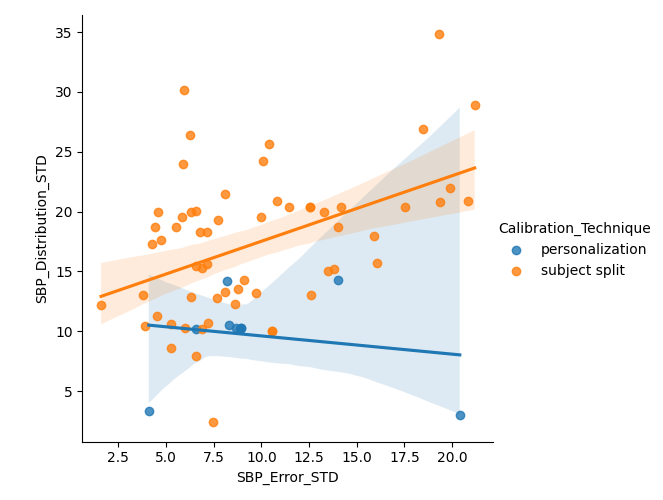 35
30
25
20
15
10
5
SBP_Distribution_STD
2.5 5.0 7.5 10.0 12.5 15.0 17.5 20.0
SBP_Error_STD
Calibration_Technique
personalization
subject split